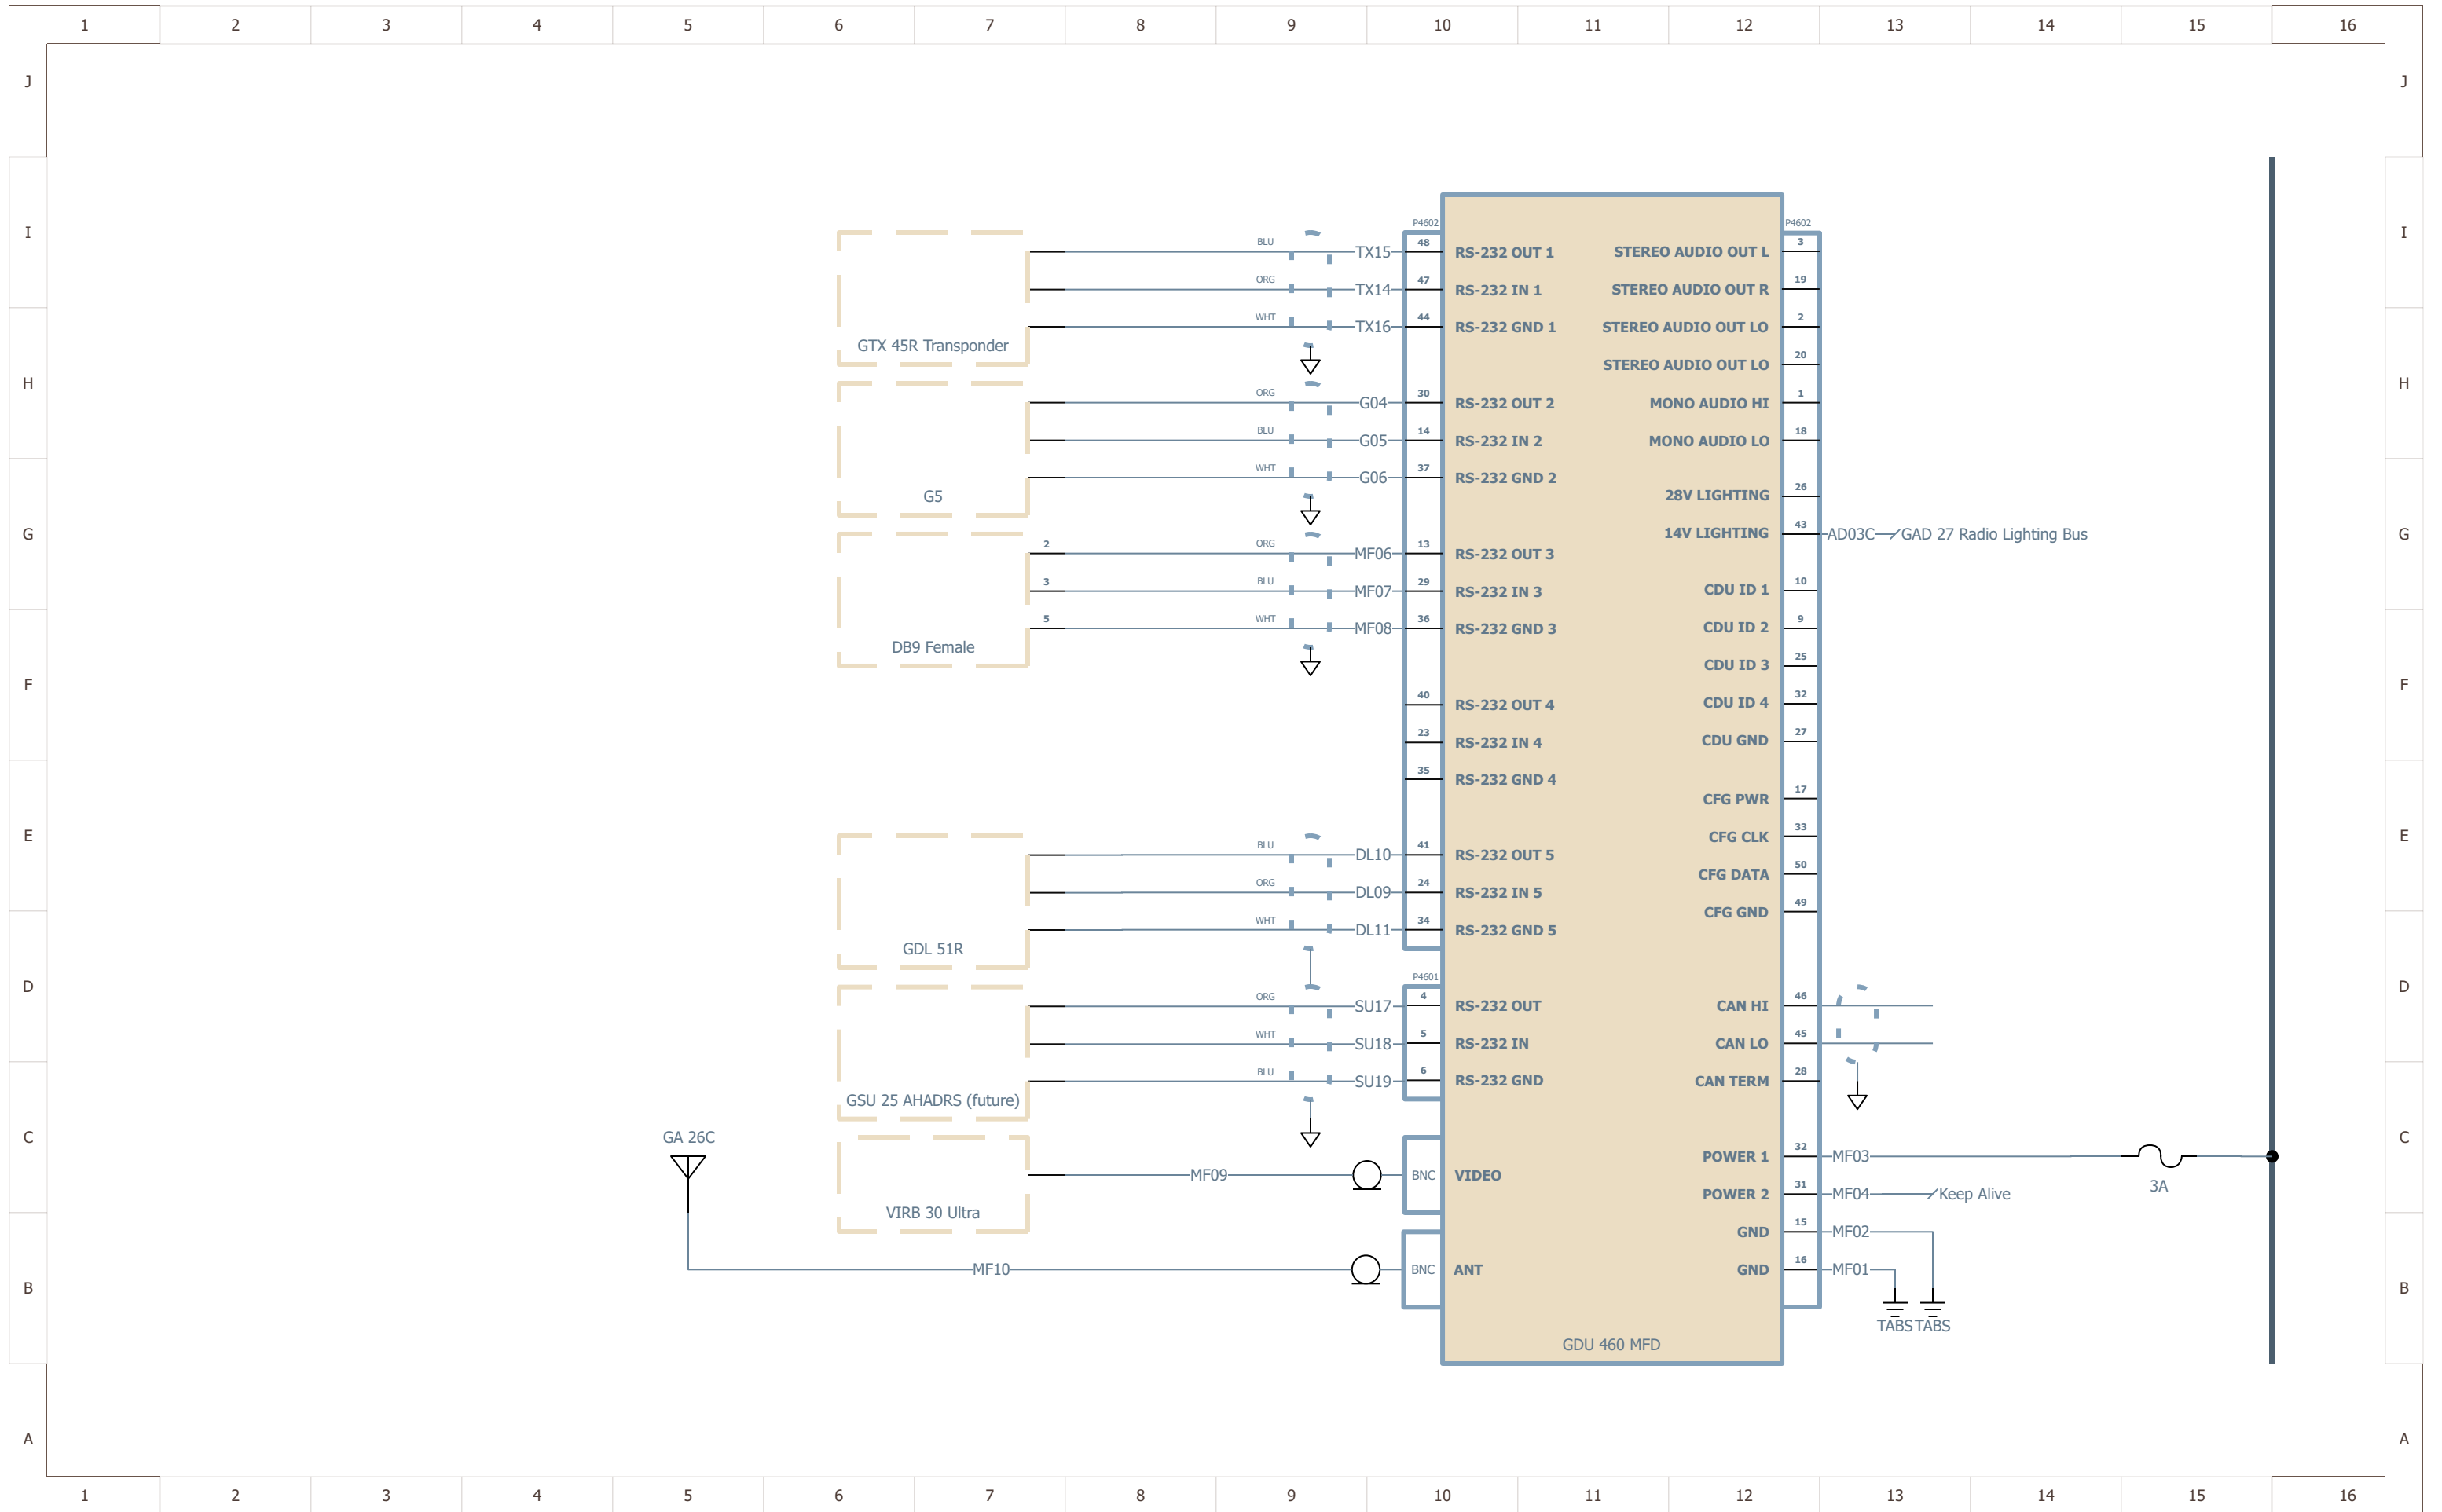 1 2 3 4 5 6 7 8 9 10 11 12 13 14 15 16
J J
I I
H H
G G
F F
E E
D D
C C
B B
A A
P4602 P4602
BLU TX15 48 RS-232 OUT 1
ORG TX14 47 RS-232 IN 1
WHT TX16 44 RS-232 GND 1
GTX 45R Transponder
ORG G04 30 RS-232 OUT 2
BLU G05 14 RS-232 IN 2
WHT G06 37 RS-232 GND 2
G5
2 ORG MF06 13 RS-232 OUT 3
3 BLU MF07 29 RS-232 IN 3
5 WHT MF08 36 RS-232 GND 3
DB9 Female
40 RS-232 OUT 4
23 RS-232 IN 4
35 RS-232 GND 4
BLU DL10 41 RS-232 OUT 5
ORG DL09 24 RS-232 IN 5
WHT DL11 34 RS-232 GND 5
GDL 51R
P4601
ORG SU17 4 RS-232 OUT
WHT SU18 5 RS-232 IN
BLU SU19 6 RS-232 GND
GSU 25 AHADRS (future)
GA 26C
MF09 BNC VIDEO
VIRB 30 Ultra
MF10 BNC ANT
STEREO AUDIO OUT L 3
STEREO AUDIO OUT R 19
STEREO AUDIO OUT LO 2
STEREO AUDIO OUT LO 20
MONO AUDIO HI 1
MONO AUDIO LO 18
28V LIGHTING 26
14V LIGHTING 43 AD03C GAD 27 Radio Lighting Bus
CDU ID 1 10
CDU ID 2 9
CDU ID 3 25
CDU ID 4 32
CDU GND 27
CFG PWR 17
CFG CLK 33
CFG DATA 50
CFG GND 49
CAN HI 46
CAN LO 45
CAN TERM 28
POWER 1 32 MF03 3A
POWER 2 31 MF04 Keep Alive
GND 15 MF02
GND 16 MF01
TABS TABS
GDU 460 MFD
1 2 3 4 5 6 7 8 9 10 11 12 13 14 15 16